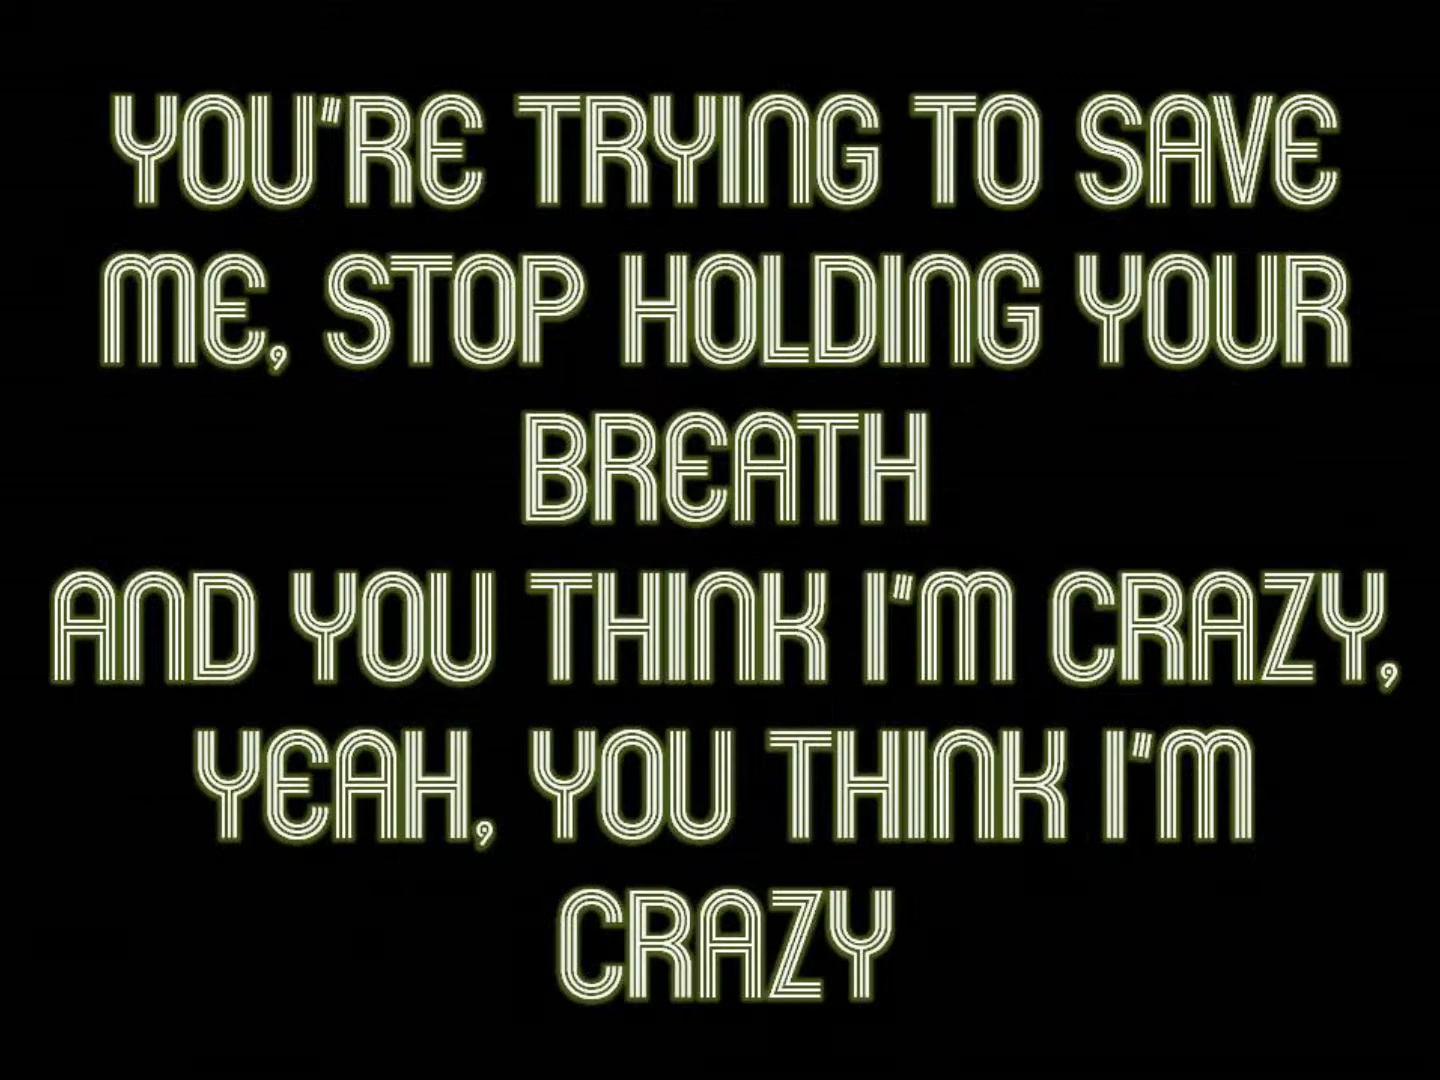 YOU'RE TRYING TO SAVE
ME, STOP HOLDING YOUR
BREATH
AND YOU THINK I'M CRAZY,
YEAH, YOU THINK I'M
CRAZY